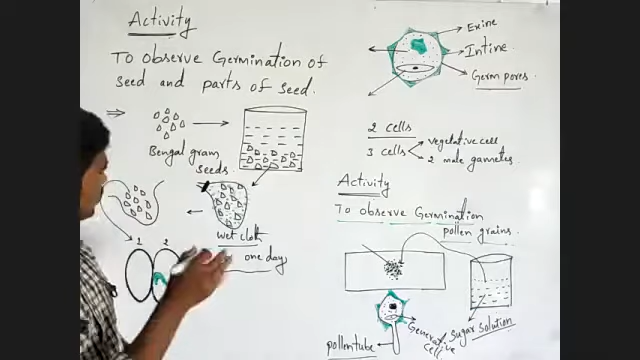 Activity
To observe Germination of
seed and parts of seed.
Bengal gram
seeds
wet cloth
one day
1 2
Exine
Intine
Germ pores
2 cells
3 cells
vegetative cell
2 male gametes
Activity
To observe Germination
pollen grains.
pollen tube
Generative
cell
Sugar solution